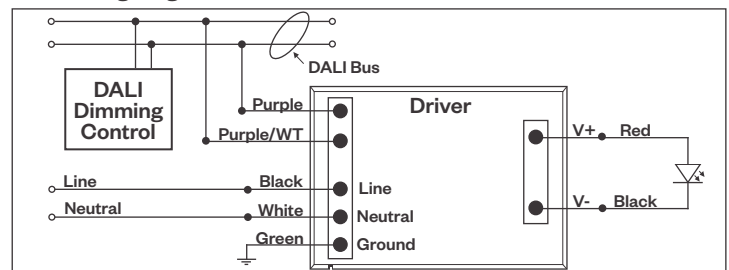 DALI Bus
DALI
Dimming
Control
Driver
Purple
Purple/WT
V+ Red
Line Black Line
V- Black
Neutral White Neutral
Green Ground